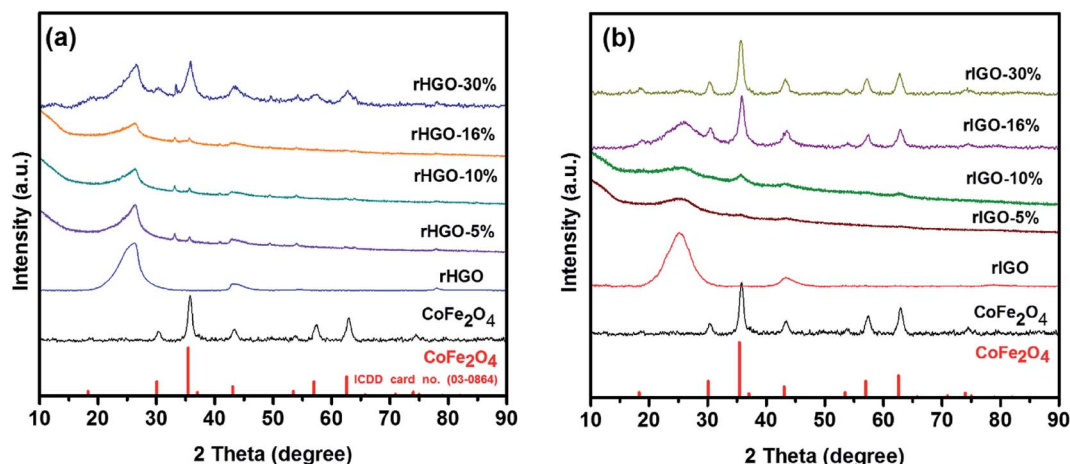 (a)
rHGO-30%
rHGO-16%
rHGO-10%
rHGO-5%
rHGO
CoFe₂O₄
CoFe₂O₄
ICDD card no. (03-0864)
10 20 30 40 50 60 70 80 90
2 Theta (degree)
Intensity (a.u.)
(b)
rIGO-30%
rIGO-16%
rIGO-10%
rIGO-5%
rIGO
CoFe₂O₄
CoFe₂O₄
10 20 30 40 50 60 70 80 90
2 Theta (degree)
Intensity (a.u.)